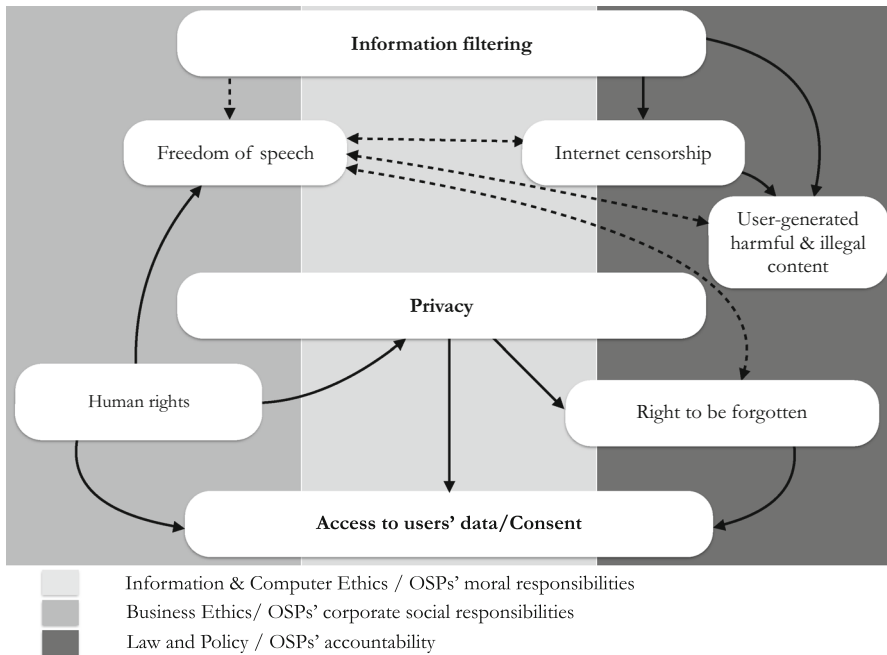 Information filtering
Freedom of speech
Internet censorship
User-generated
harmful & illegal
content
Privacy
Human rights
Right to be forgotten
Access to users’ data/Consent
Information & Computer Ethics / OSPs’ moral responsibilities
Business Ethics/ OSPs’ corporate social responsibilities
Law and Policy / OSPs’ accountability